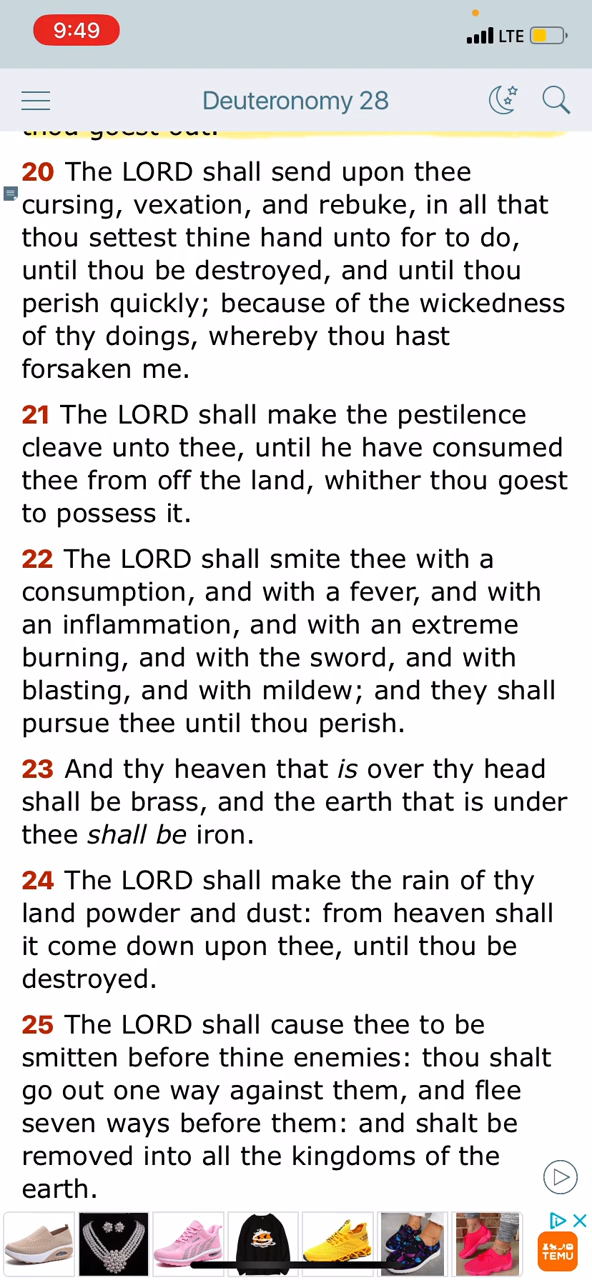 9:49
LTE
Deuteronomy 28
thou goest out.
20 The LORD shall send upon thee
cursing, vexation, and rebuke, in all that
thou settest thine hand unto for to do,
until thou be destroyed, and until thou
perish quickly; because of the wickedness
of thy doings, whereby thou hast
forsaken me.
21 The LORD shall make the pestilence
cleave unto thee, until he have consumed
thee from off the land, whither thou goest
to possess it.
22 The LORD shall smite thee with a
consumption, and with a fever, and with
an inflammation, and with an extreme
burning, and with the sword, and with
blasting, and with mildew; and they shall
pursue thee until thou perish.
23 And thy heaven that is over thy head
shall be brass, and the earth that is under
thee shall be iron.
24 The LORD shall make the rain of thy
land powder and dust: from heaven shall
it come down upon thee, until thou be
destroyed.
25 The LORD shall cause thee to be
smitten before thine enemies: thou shalt
go out one way against them, and flee
seven ways before them: and shalt be
removed into all the kingdoms of the
earth.
TEMU